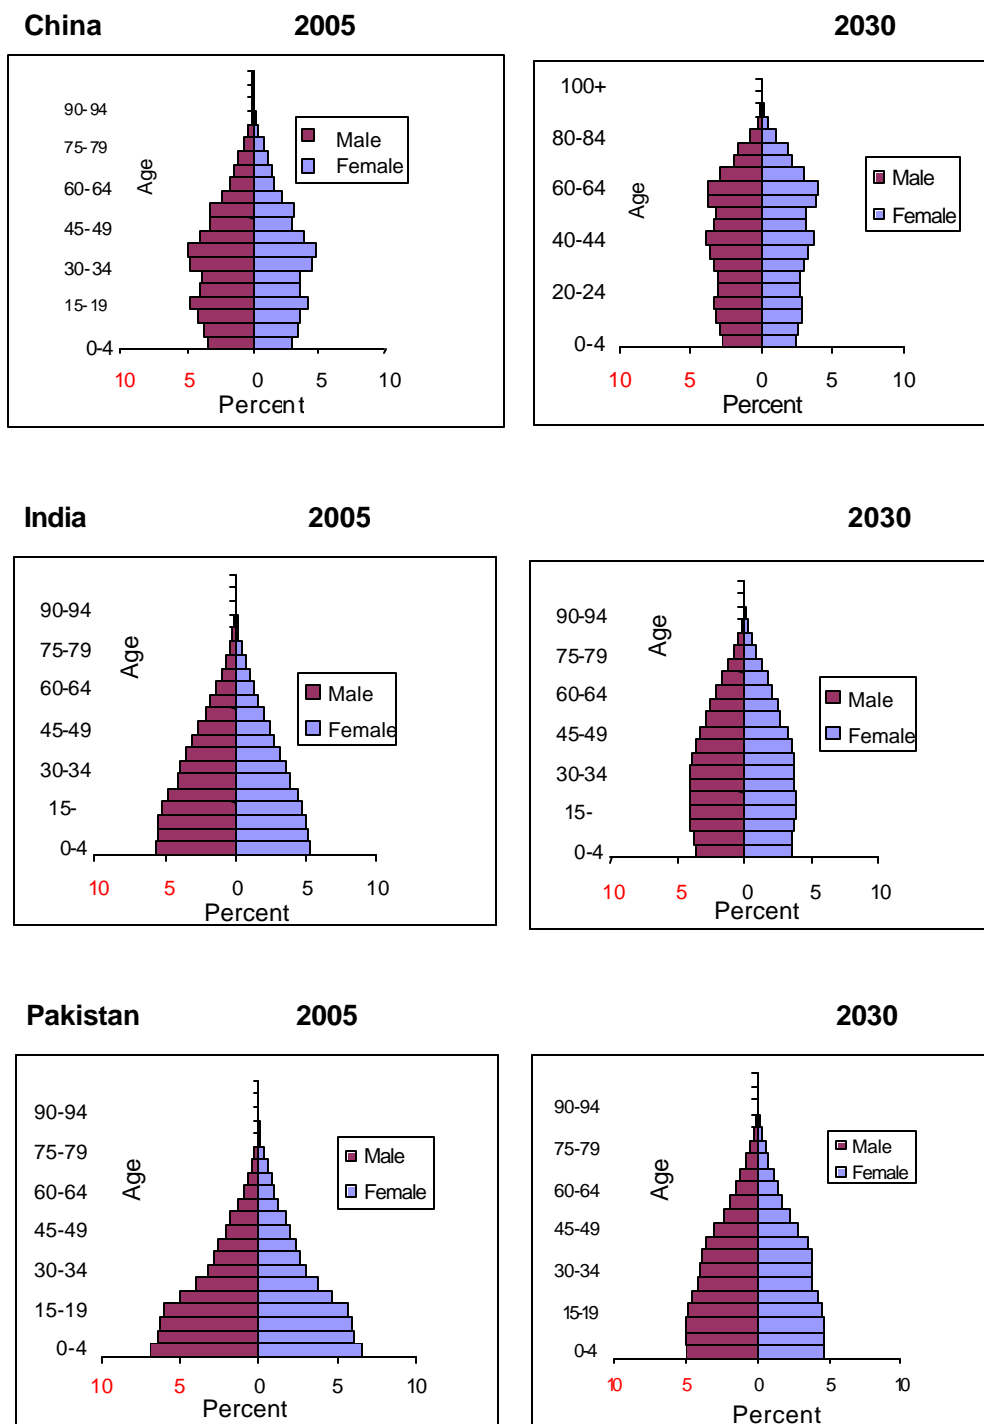 China 2005 2030
90-94
75-79
60-64
45-49
30-34
15-19
0-4
Age
Male
Female
10 5 0 5 10
Percent
100+
80-84
60-64
40-44
20-24
0-4
Age
Male
Female
10 5 0 5 10
Percent
India 2005 2030
90-94
75-79
60-64
45-49
30-34
15-
0-4
Age
Male
Female
10 5 0 5 10
Percent
90-94
75-79
60-64
45-49
30-34
15-
0-4
Age
Male
Female
10 5 0 5 10
Percent
Pakistan 2005 2030
90-94
75-79
60-64
45-49
30-34
15-19
0-4
Age
Male
Female
10 5 0 5 10
Percent
90-94
75-79
60-64
45-49
30-34
15-19
0-4
Age
Male
Female
10 5 0 5 10
Percent